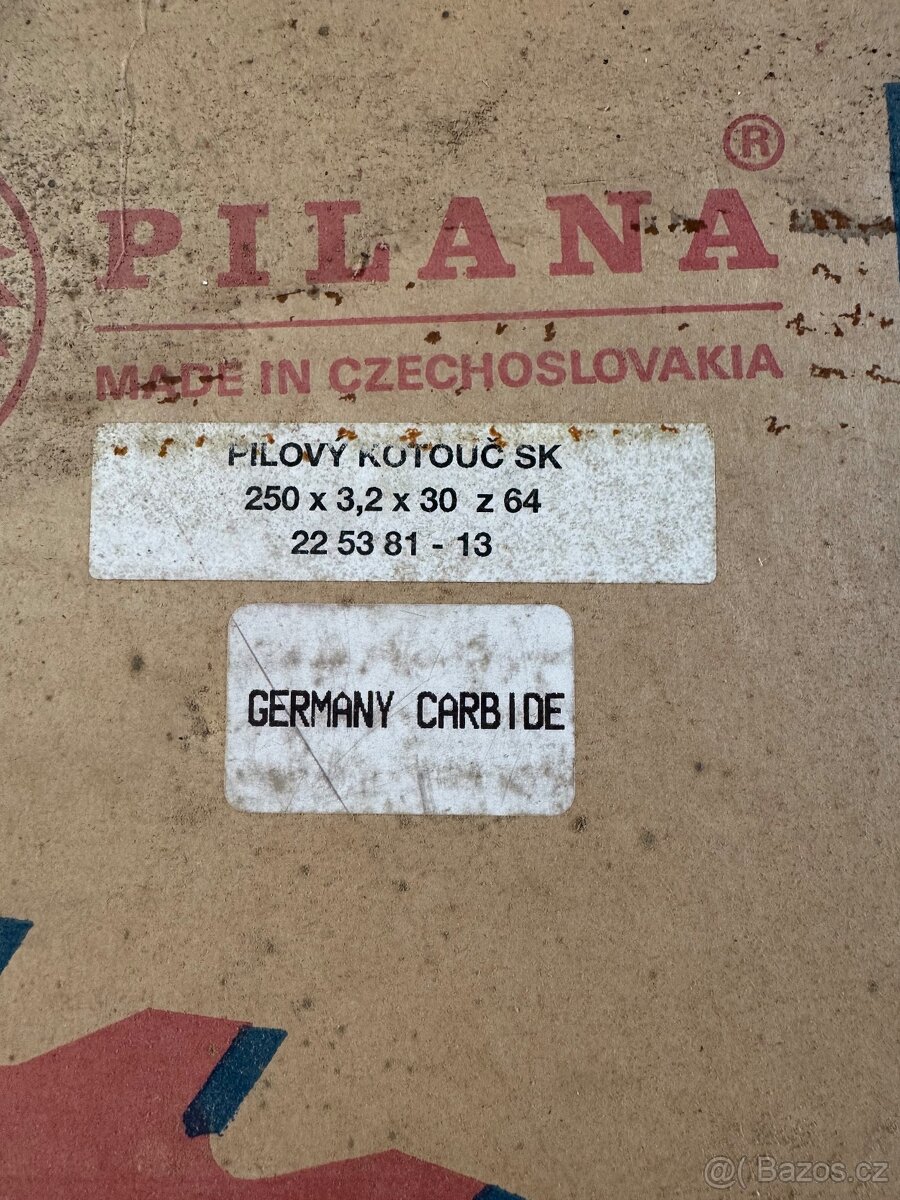 ®
PILANA
MADE IN CZECHOSLOVAKIA
PILOVÝ KOTOUČ SK
250 x 3,2 x 30 z 64
22 53 81 - 13
GERMANY CARBIDE
@( Bazos.cz